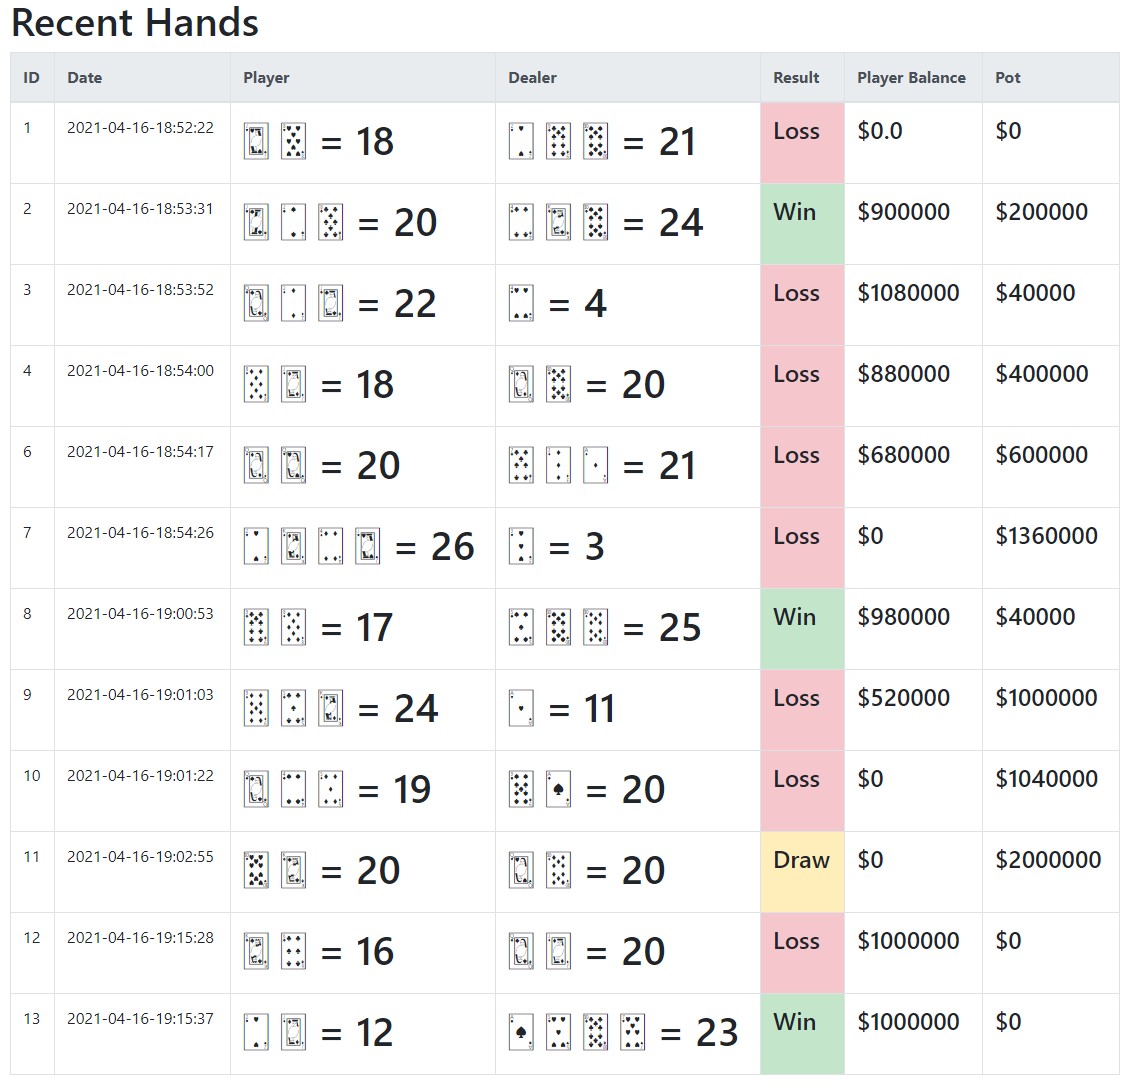 Recent Hands
ID Date Player Dealer Result Player Balance Pot
1 2021-04-16-18:52:22 = 18 = 21 Loss $0.0 $0
2 2021-04-16-18:53:31 = 20 = 24 Win $900000 $200000
3 2021-04-16-18:53:52 = 22 = 4 Loss $1080000 $40000
4 2021-04-16-18:54:00 = 18 = 20 Loss $880000 $400000
6 2021-04-16-18:54:17 = 20 = 21 Loss $680000 $600000
7 2021-04-16-18:54:26 = 26 = 3 Loss $0 $1360000
8 2021-04-16-19:00:53 = 17 = 25 Win $980000 $40000
9 2021-04-16-19:01:03 = 24 = 11 Loss $520000 $1000000
10 2021-04-16-19:01:22 = 19 = 20 Loss $0 $1040000
11 2021-04-16-19:02:55 = 20 = 20 Draw $0 $2000000
12 2021-04-16-19:15:28 = 16 = 20 Loss $1000000 $0
13 2021-04-16-19:15:37 = 12 = 23 Win $1000000 $0